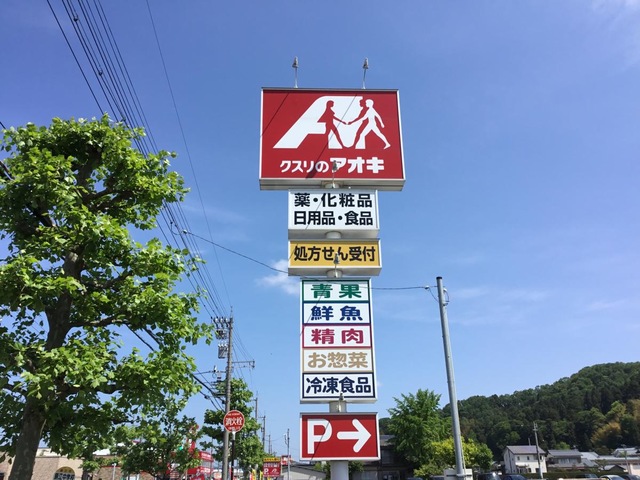 クスリのアオキ
薬・化粧品
日用品・食品
処方せん受付
青果
鮮魚
精肉
お惣菜
冷凍食品
P→
消火栓